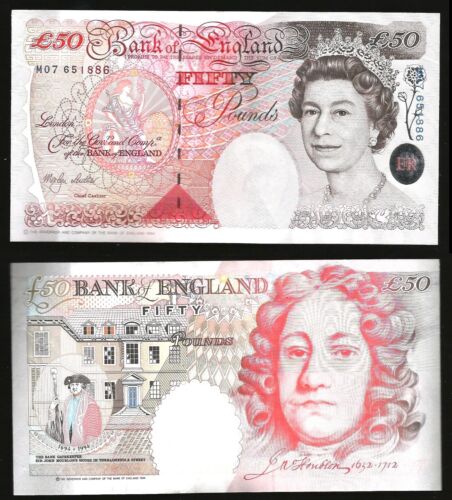 £50
Bank of England
£50
I PROMISE TO PAY THE BEARER ON DEMAND THE SUM OF
M07 651886
FIFTY
Pounds
M07 651886
London
For the Govr and Compa
of the BANK of ENGLAND
Chief Cashier
ER
© THE GOVERNOR AND COMPANY OF THE BANK OF ENGLAND 1994
£50
BANK of ENGLAND
£50
FIFTY
POUNDS
1694 · 1994
THE BANK GATEKEEPER
SIR JOHN HOUBLON'S HOUSE IN THREADNEEDLE STREET
© THE GOVERNOR AND COMPANY OF THE BANK OF ENGLAND 1994
J Houblon 1632-1712